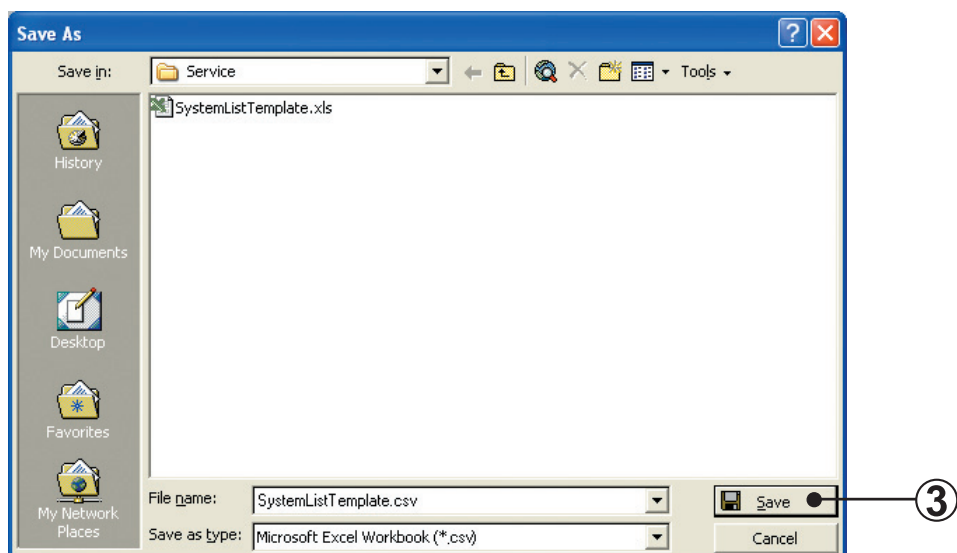 Save As
Save in:
Service
Tools
SystemListTemplate.xls
History
My Documents
Desktop
Favorites
My Network
Places
File name:
SystemListTemplate.csv
Save
3
Save as type:
Microsoft Excel Workbook (*.csv)
Cancel